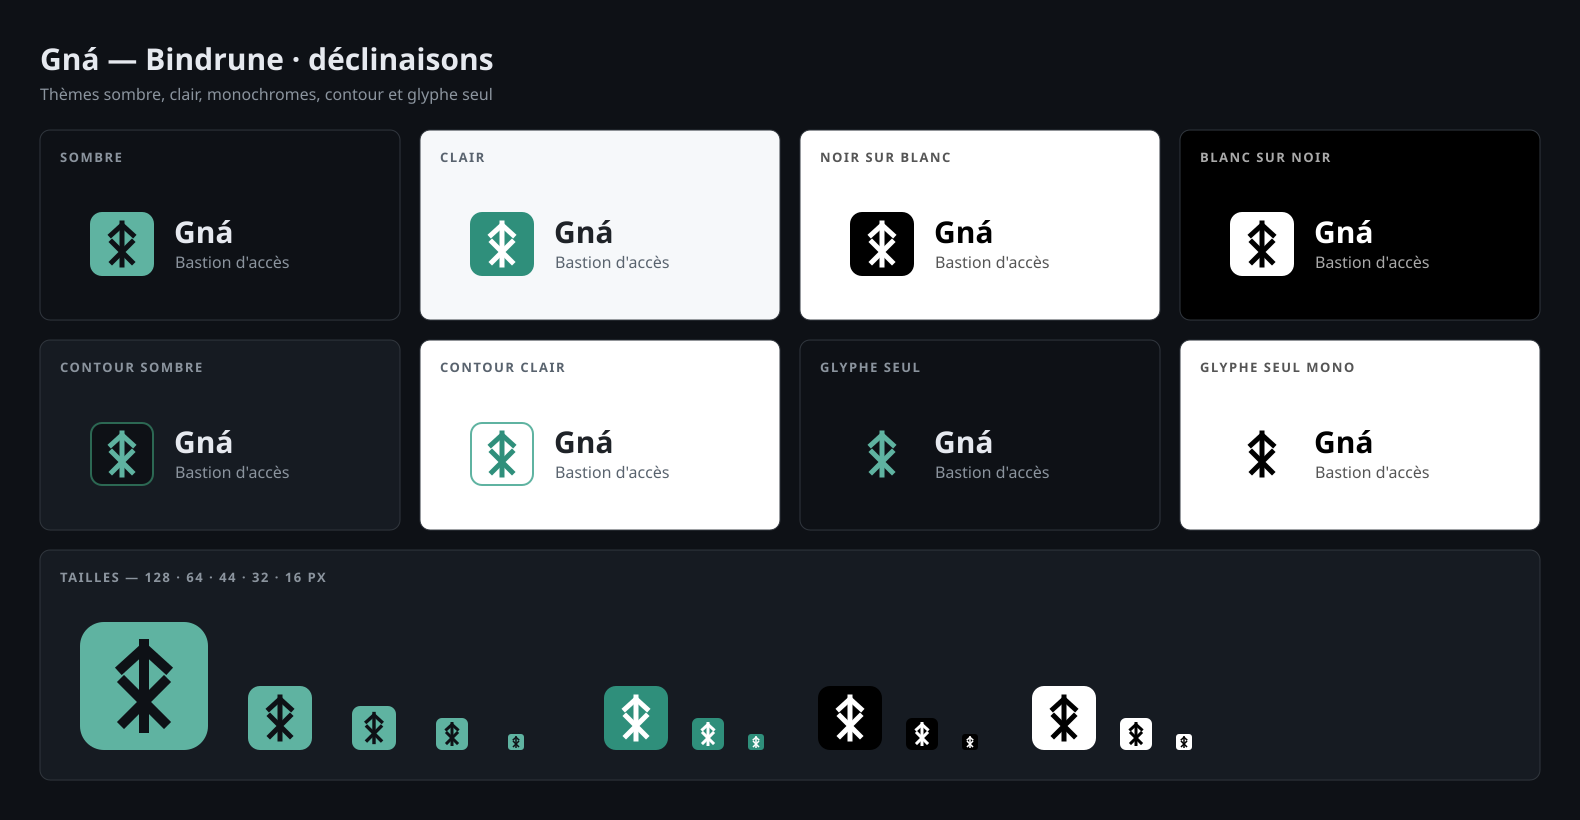 Gná — Bindrune · déclinaisons
Thèmes sombre, clair, monochromes, contour et glyphe seul
SOMBRE
Gná
Bastion d'accès
CLAIR
Gná
Bastion d'accès
NOIR SUR BLANC
Gná
Bastion d'accès
BLANC SUR NOIR
Gná
Bastion d'accès
CONTOUR SOMBRE
Gná
Bastion d'accès
CONTOUR CLAIR
Gná
Bastion d'accès
GLYPHE SEUL
Gná
Bastion d'accès
GLYPHE SEUL MONO
Gná
Bastion d'accès
TAILLES — 128 · 64 · 44 · 32 · 16 PX